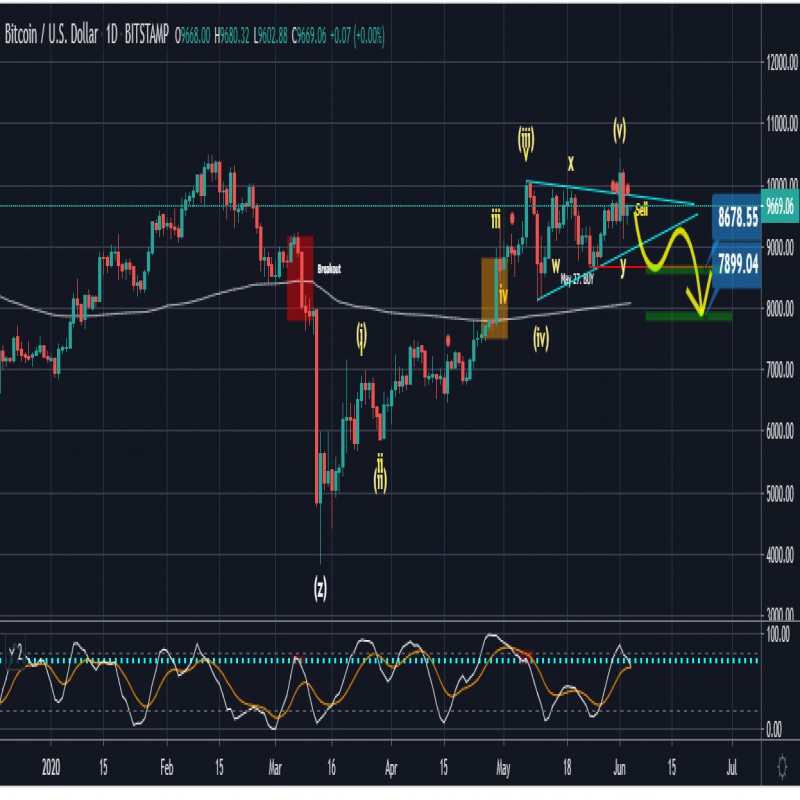 Bitcoin / U.S. Dollar 1D BITSTAMP O9668.00 H9680.32 L9602.88 C9669.06 +0.07 (+0.00%)
12000.00
11000.00
(v)
(iii)
x
10000.00
9669.06
Sell
8678.55
iii
9000.00
Breakout
w
y
7899.04
May 27: BUY
iv
8000.00
(i)
(iv)
7000.00
6000.00
ii
(ii)
5000.00
4000.00
(z)
3000.00
100.00
0.00
2020 15 Feb 15 Mar 16 Apr 15 May 18 Jun 15 Jul